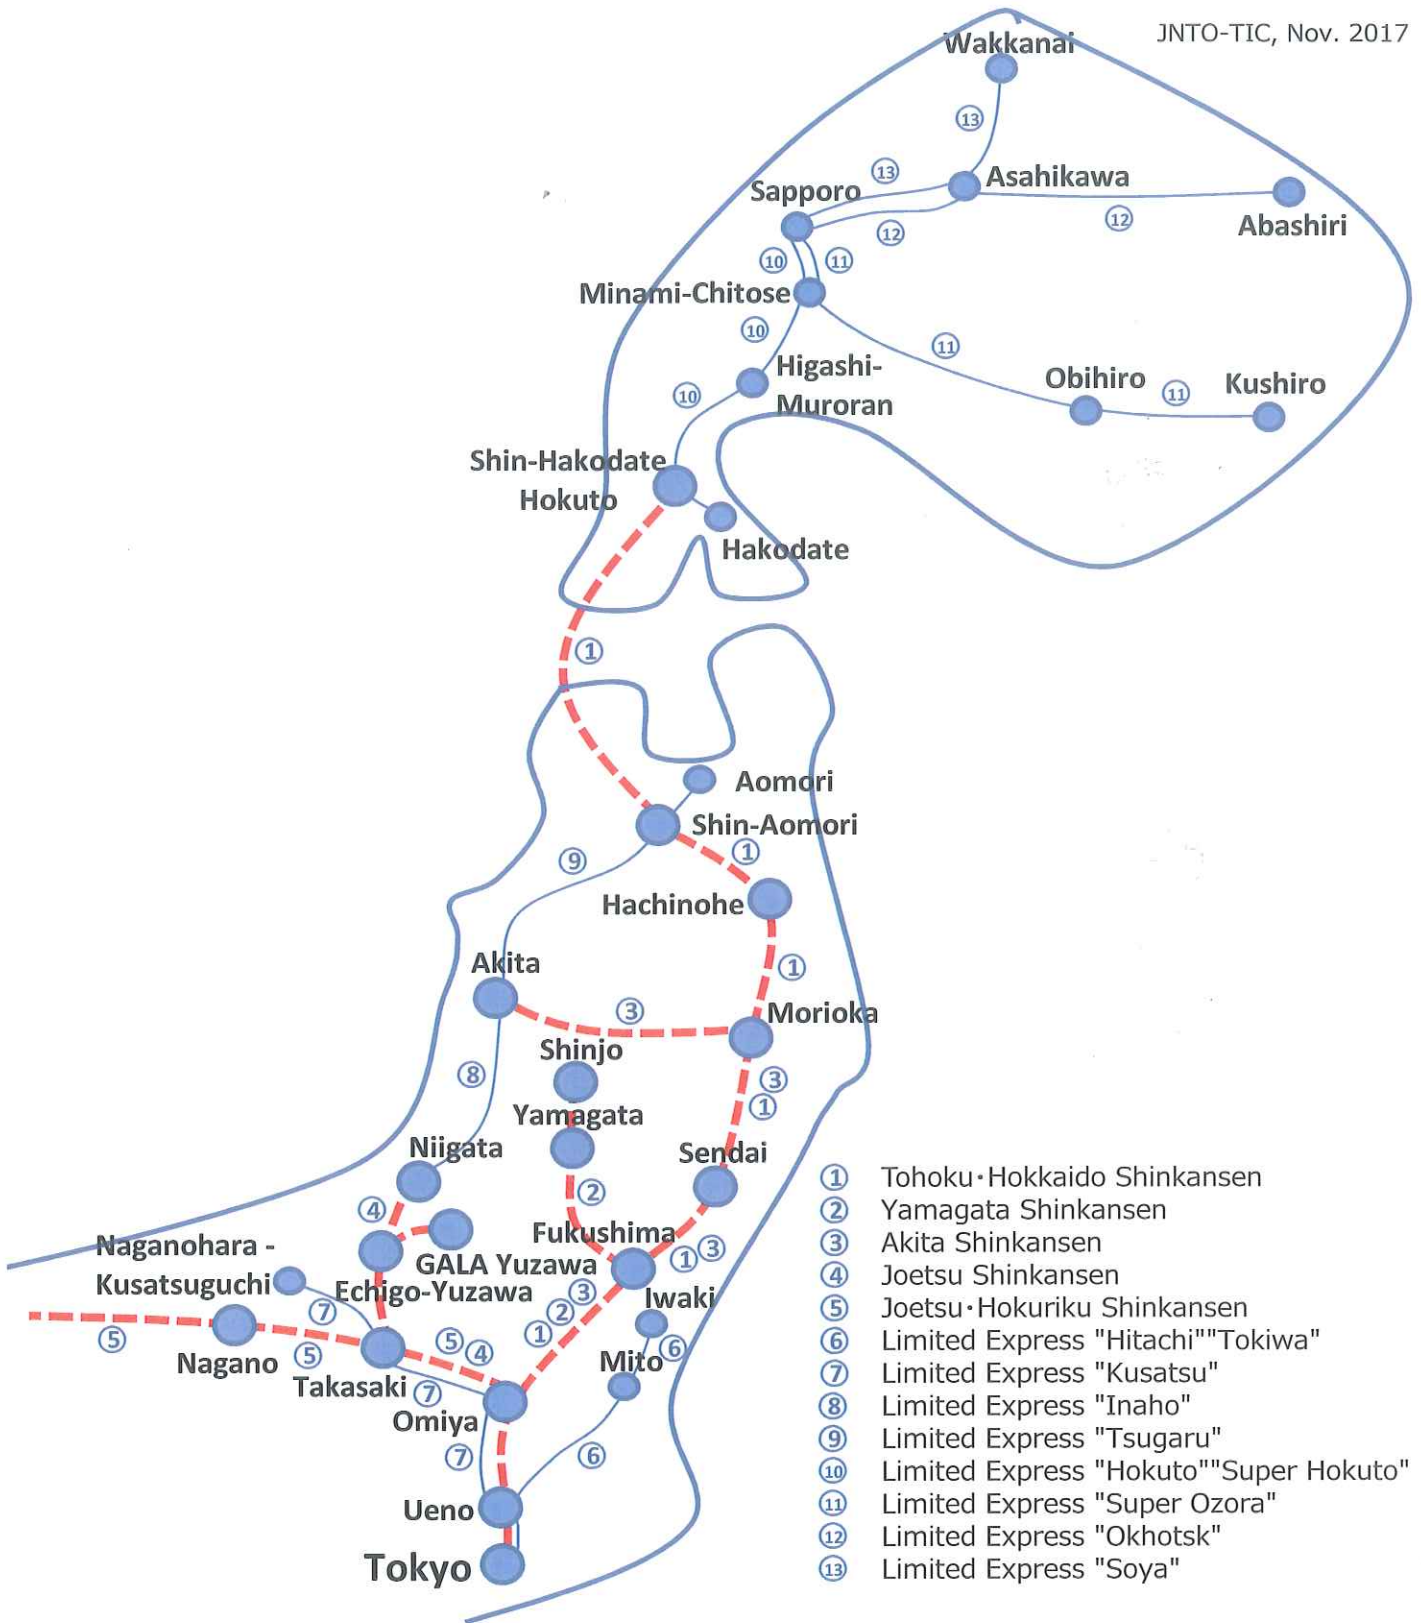 JNTO-TIC, Nov. 2017
Wakkanai
⑬
⑬
Asahikawa
Sapporo
⑫
⑫
Abashiri
⑩ ⑪
Minami-Chitose
⑩
⑪
Higashi-
Muroran
Obihiro
⑪
Kushiro
⑩
Shin-Hakodate
Hokuto
Hakodate
①
Aomori
Shin-Aomori
①
⑨
Hachinohe
①
Akita
③
Morioka
Shinjo
⑧
③
①
Yamagata
Niigata
Sendai
②
④
Fukushima
① ③
GALA Yuzawa
Naganohara -
Kusatsuguchi
Echigo-Yuzawa
Iwaki
③
②
①
⑦
⑤
Nagano
⑤
⑤ ④
Mito
⑥
Takasaki
⑦
Omiya
⑦
⑥
Ueno
Tokyo
① Tohoku・Hokkaido Shinkansen
② Yamagata Shinkansen
③ Akita Shinkansen
④ Joetsu Shinkansen
⑤ Joetsu・Hokuriku Shinkansen
⑥ Limited Express "Hitachi""Tokiwa"
⑦ Limited Express "Kusatsu"
⑧ Limited Express "Inaho"
⑨ Limited Express "Tsugaru"
⑩ Limited Express "Hokuto""Super Hokuto"
⑪ Limited Express "Super Ozora"
⑫ Limited Express "Okhotsk"
⑬ Limited Express "Soya"